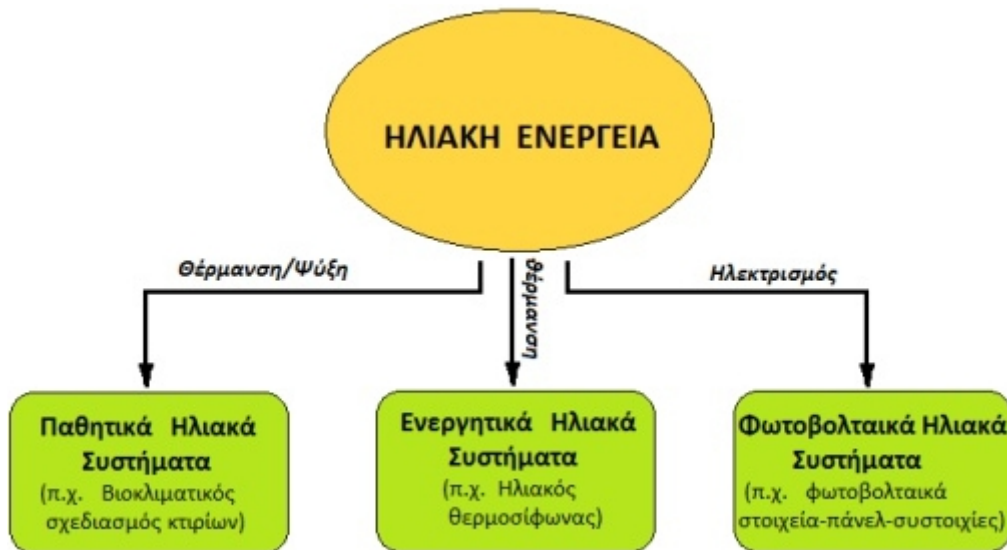 ΗΛΙΑΚΗ ΕΝΕΡΓΕΙΑ
Θέρμανση/Ψύξη
θέρμανση
Ηλεκτρισμός
Παθητικά Ηλιακά
Συστήματα
(π.χ. Βιοκλιματικός
σχεδιασμός κτιρίων)
Ενεργητικά Ηλιακά
Συστήματα
(π.χ. Ηλιακός
θερμοσίφωνας)
Φωτοβολταικά Ηλιακά
Συστήματα
(π.χ. φωτοβολταικά
στοιχεία-πάνελ-συστοιχίες)